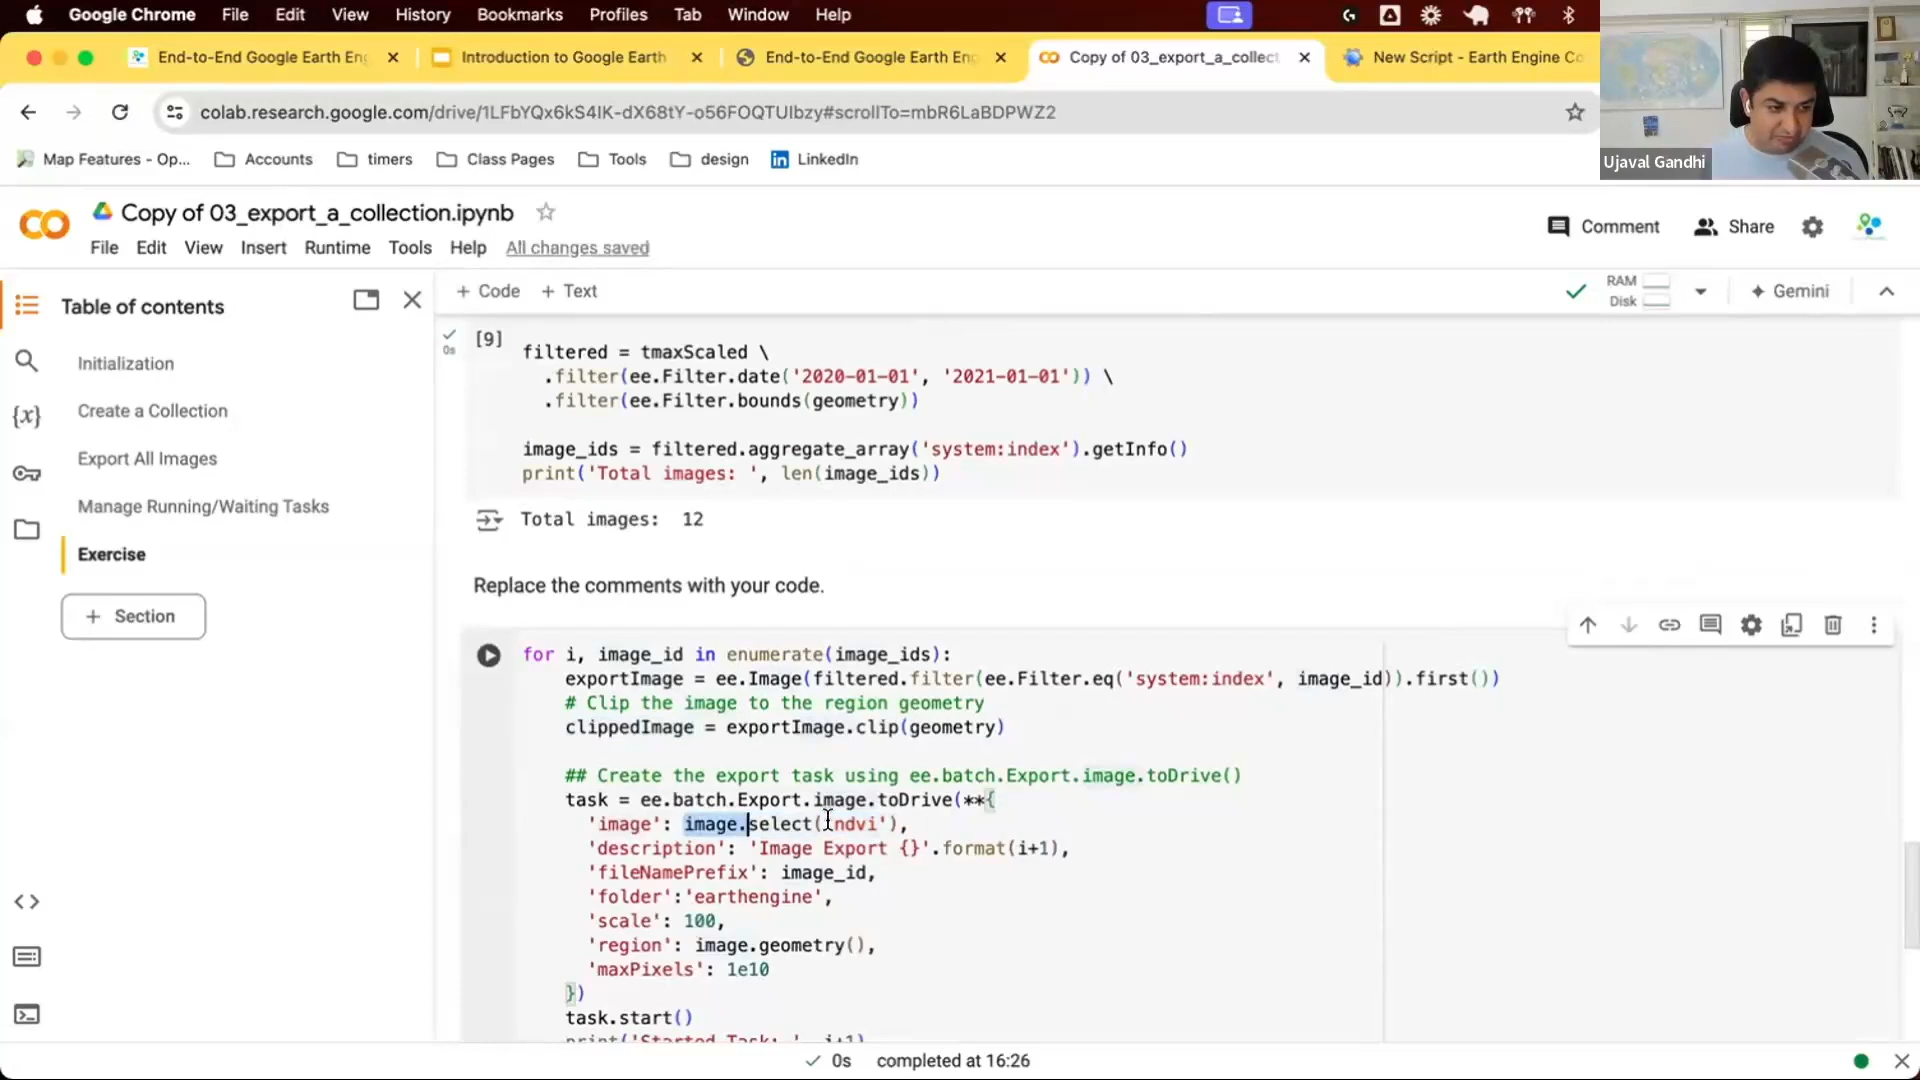 Google Chrome File Edit View History Bookmarks Profiles Tab Window Help
End-to-End Google Earth Eng
Introduction to Google Earth
End-to-End Google Earth Eng
Copy of 03_export_a_collect
New Script - Earth Engine Co
colab.research.google.com/drive/1LFbYQx6kS4lK-dX68tY-o56FOQTUlbzy#scrollTo=mbR6LaBDPWZ2
Map Features - Op... Accounts timers Class Pages Tools design LinkedIn
Ujaval Gandhi
Copy of 03_export_a_collection.ipynb
File Edit View Insert Runtime Tools Help All changes saved
Comment Share
Table of contents
+ Code + Text
RAM
Disk
Gemini
Initialization
Create a Collection
Export All Images
Manage Running/Waiting Tasks
Exercise
+ Section
{x}
0s
[9]
filtered = tmaxScaled \
.filter(ee.Filter.date('2020-01-01', '2021-01-01')) \
.filter(ee.Filter.bounds(geometry))
image_ids = filtered.aggregate_array('system:index').getInfo()
print('Total images: ', len(image_ids))
Total images: 12
Replace the comments with your code.
for i, image_id in enumerate(image_ids):
exportImage = ee.Image(filtered.filter(ee.Filter.eq('system:index', image_id)).first())
# Clip the image to the region geometry
clippedImage = exportImage.clip(geometry)
## Create the export task using ee.batch.Export.image.toDrive()
task = ee.batch.Export.image.toDrive(**{
'image': image.select('ndvi'),
'description': 'Image Export {}'.format(i+1),
'fileNamePrefix': image_id,
'folder':'earthengine',
'scale': 100,
'region': image.geometry(),
'maxPixels': 1e10
})
task.start()
print('Started Task: ', i+1)
0s completed at 16:26